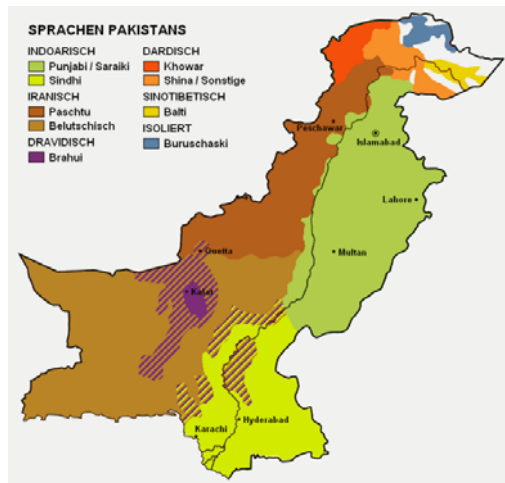 SPRACHEN PAKISTANS
INDOARISCH
Punjabi / Saraiki
Sindhi
IRANISCH
Paschtu
Belutschisch
DRAVIDISCH
Brahui
DARDISCH
Khowar
Shina / Sonstige
SINOTIBETISCH
Balti
ISOLIERT
Buruschaski
Peschawar
Islamabad
Lahore
Multan
Quetta
Kalat
Hyderabad
Karachi